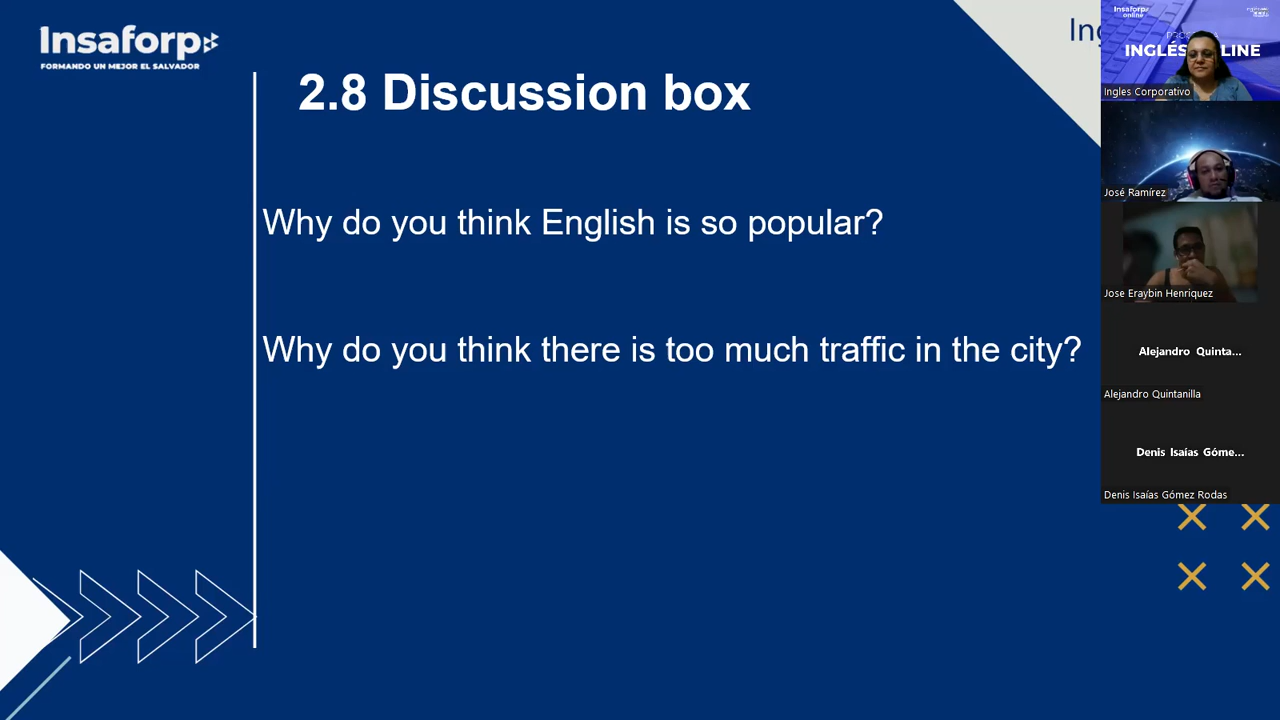 Insaforp
FORMANDO UN MEJOR EL SALVADOR
2.8 Discussion box
Why do you think English is so popular?
Why do you think there is too much traffic in the city?
Insaforp
online
INGLÉS
LINE
Ingles Corporativo
José Ramírez
Jose Eraybin Henriquez
Alejandro Quinta...
Alejandro Quintanilla
Denis Isaías Góme...
Denis Isaías Gómez Rodas